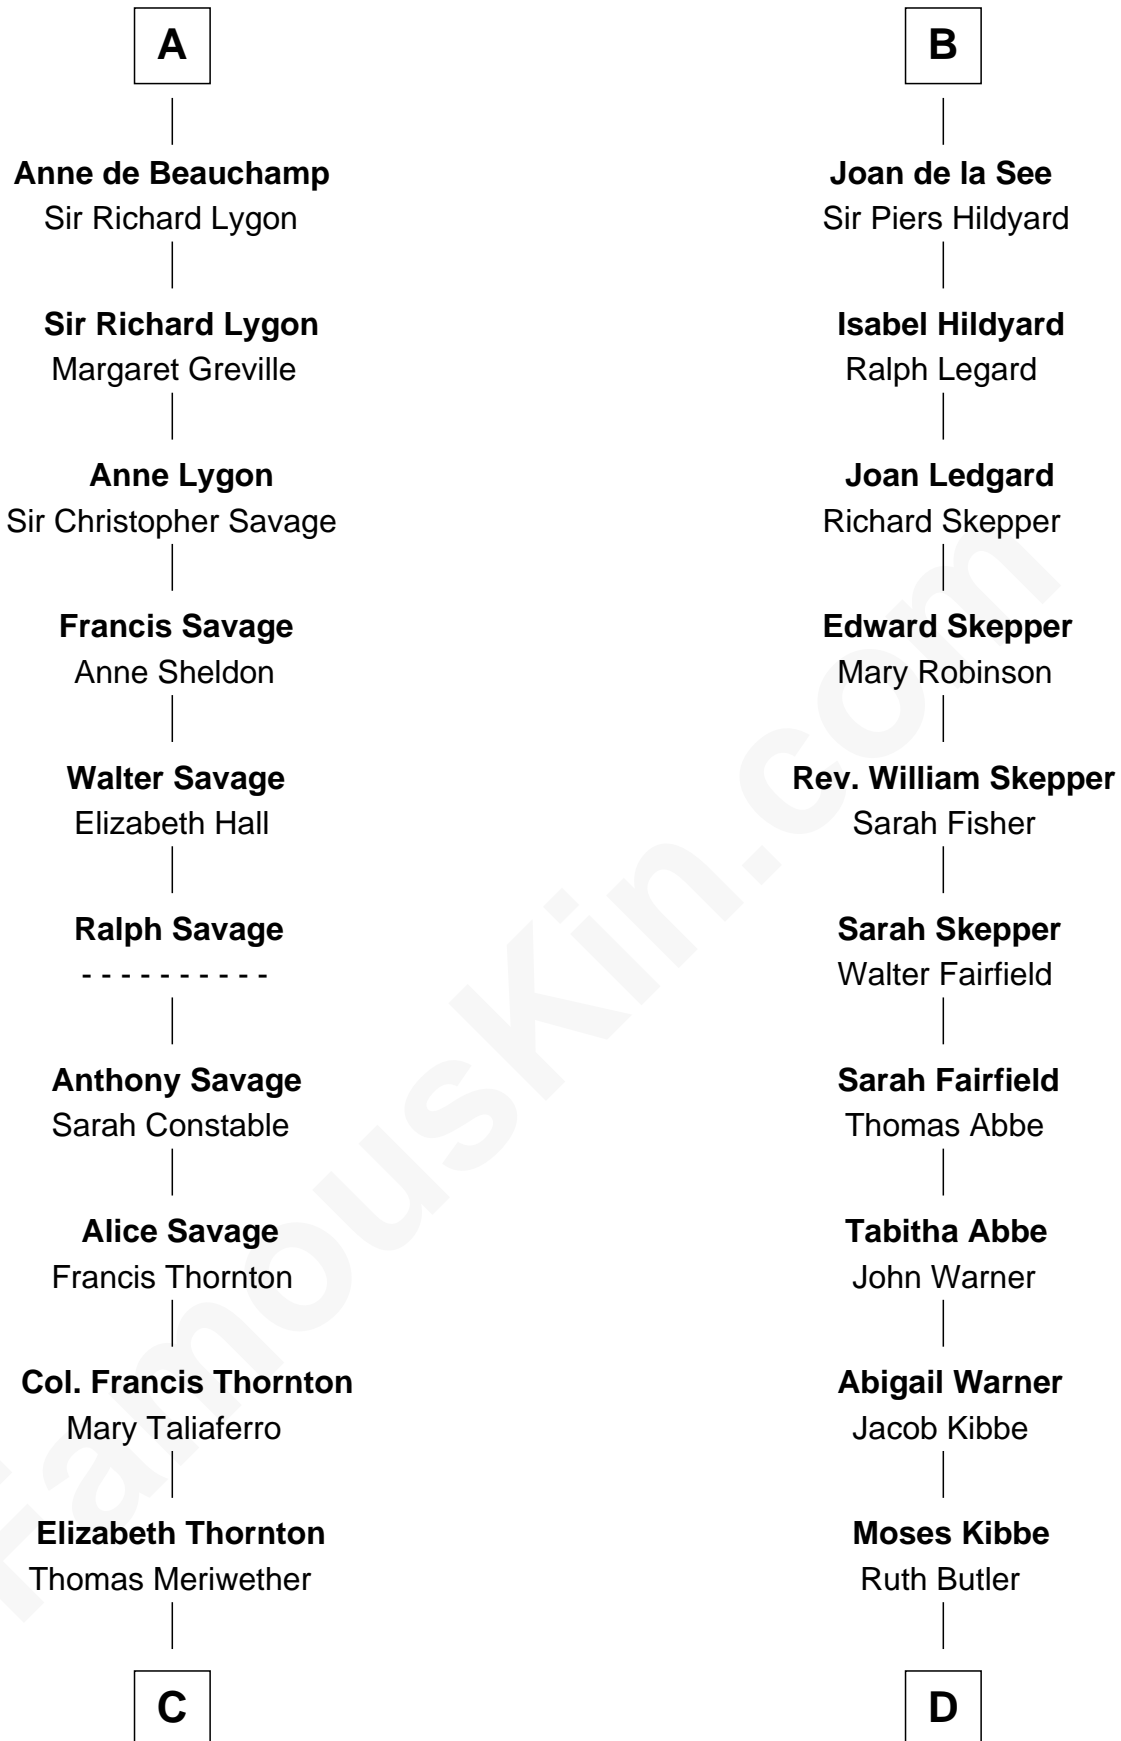 A
Anne de Beauchamp
Sir Richard Lygon
Sir Richard Lygon
Margaret Greville
Anne Lygon
Sir Christopher Savage
Francis Savage
Anne Sheldon
Walter Savage
Elizabeth Hall
Ralph Savage
- - - - - - - - - -
Anthony Savage
Sarah Constable
Alice Savage
Francis Thornton
Col. Francis Thornton
Mary Taliaferro
Elizabeth Thornton
Thomas Meriwether
C
B
Joan de la See
Sir Piers Hildyard
Isabel Hildyard
Ralph Legard
Joan Ledgard
Richard Skepper
Edward Skepper
Mary Robinson
Rev. William Skepper
Sarah Fisher
Sarah Skepper
Walter Fairfield
Sarah Fairfield
Thomas Abbe
Tabitha Abbe
John Warner
Abigail Warner
Jacob Kibbe
Moses Kibbe
Ruth Butler
D
FamousKin.com